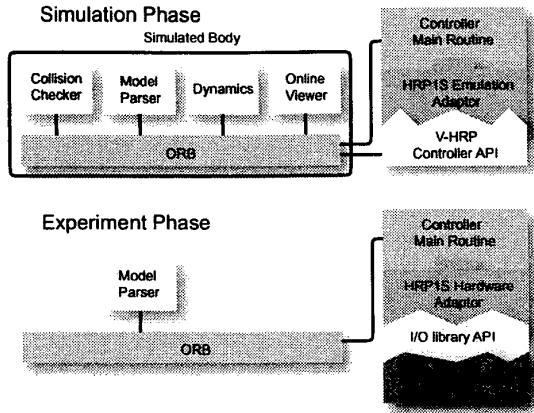 Simulation Phase
Simulated Body
Collision
Checker
Model
Parser
Dynamics
Online
Viewer
ORB
Controller
Main Routine
HRP1S Emulation
Adaptor
V-HRP
Controller API
Experiment Phase
Model
Parser
ORB
Controller
Main Routine
HRP1S Hardware
Adaptor
I/O library API